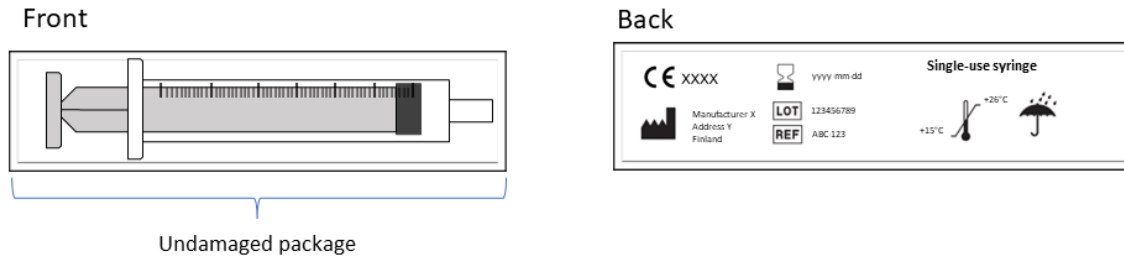 Front
Undamaged package
Back
CE XXXX
yyyy-mm-dd
Single-use syringe
Manufacturer X
Address Y
Finland
LOT 123456789
REF ABC 123
+26°C
+15°C